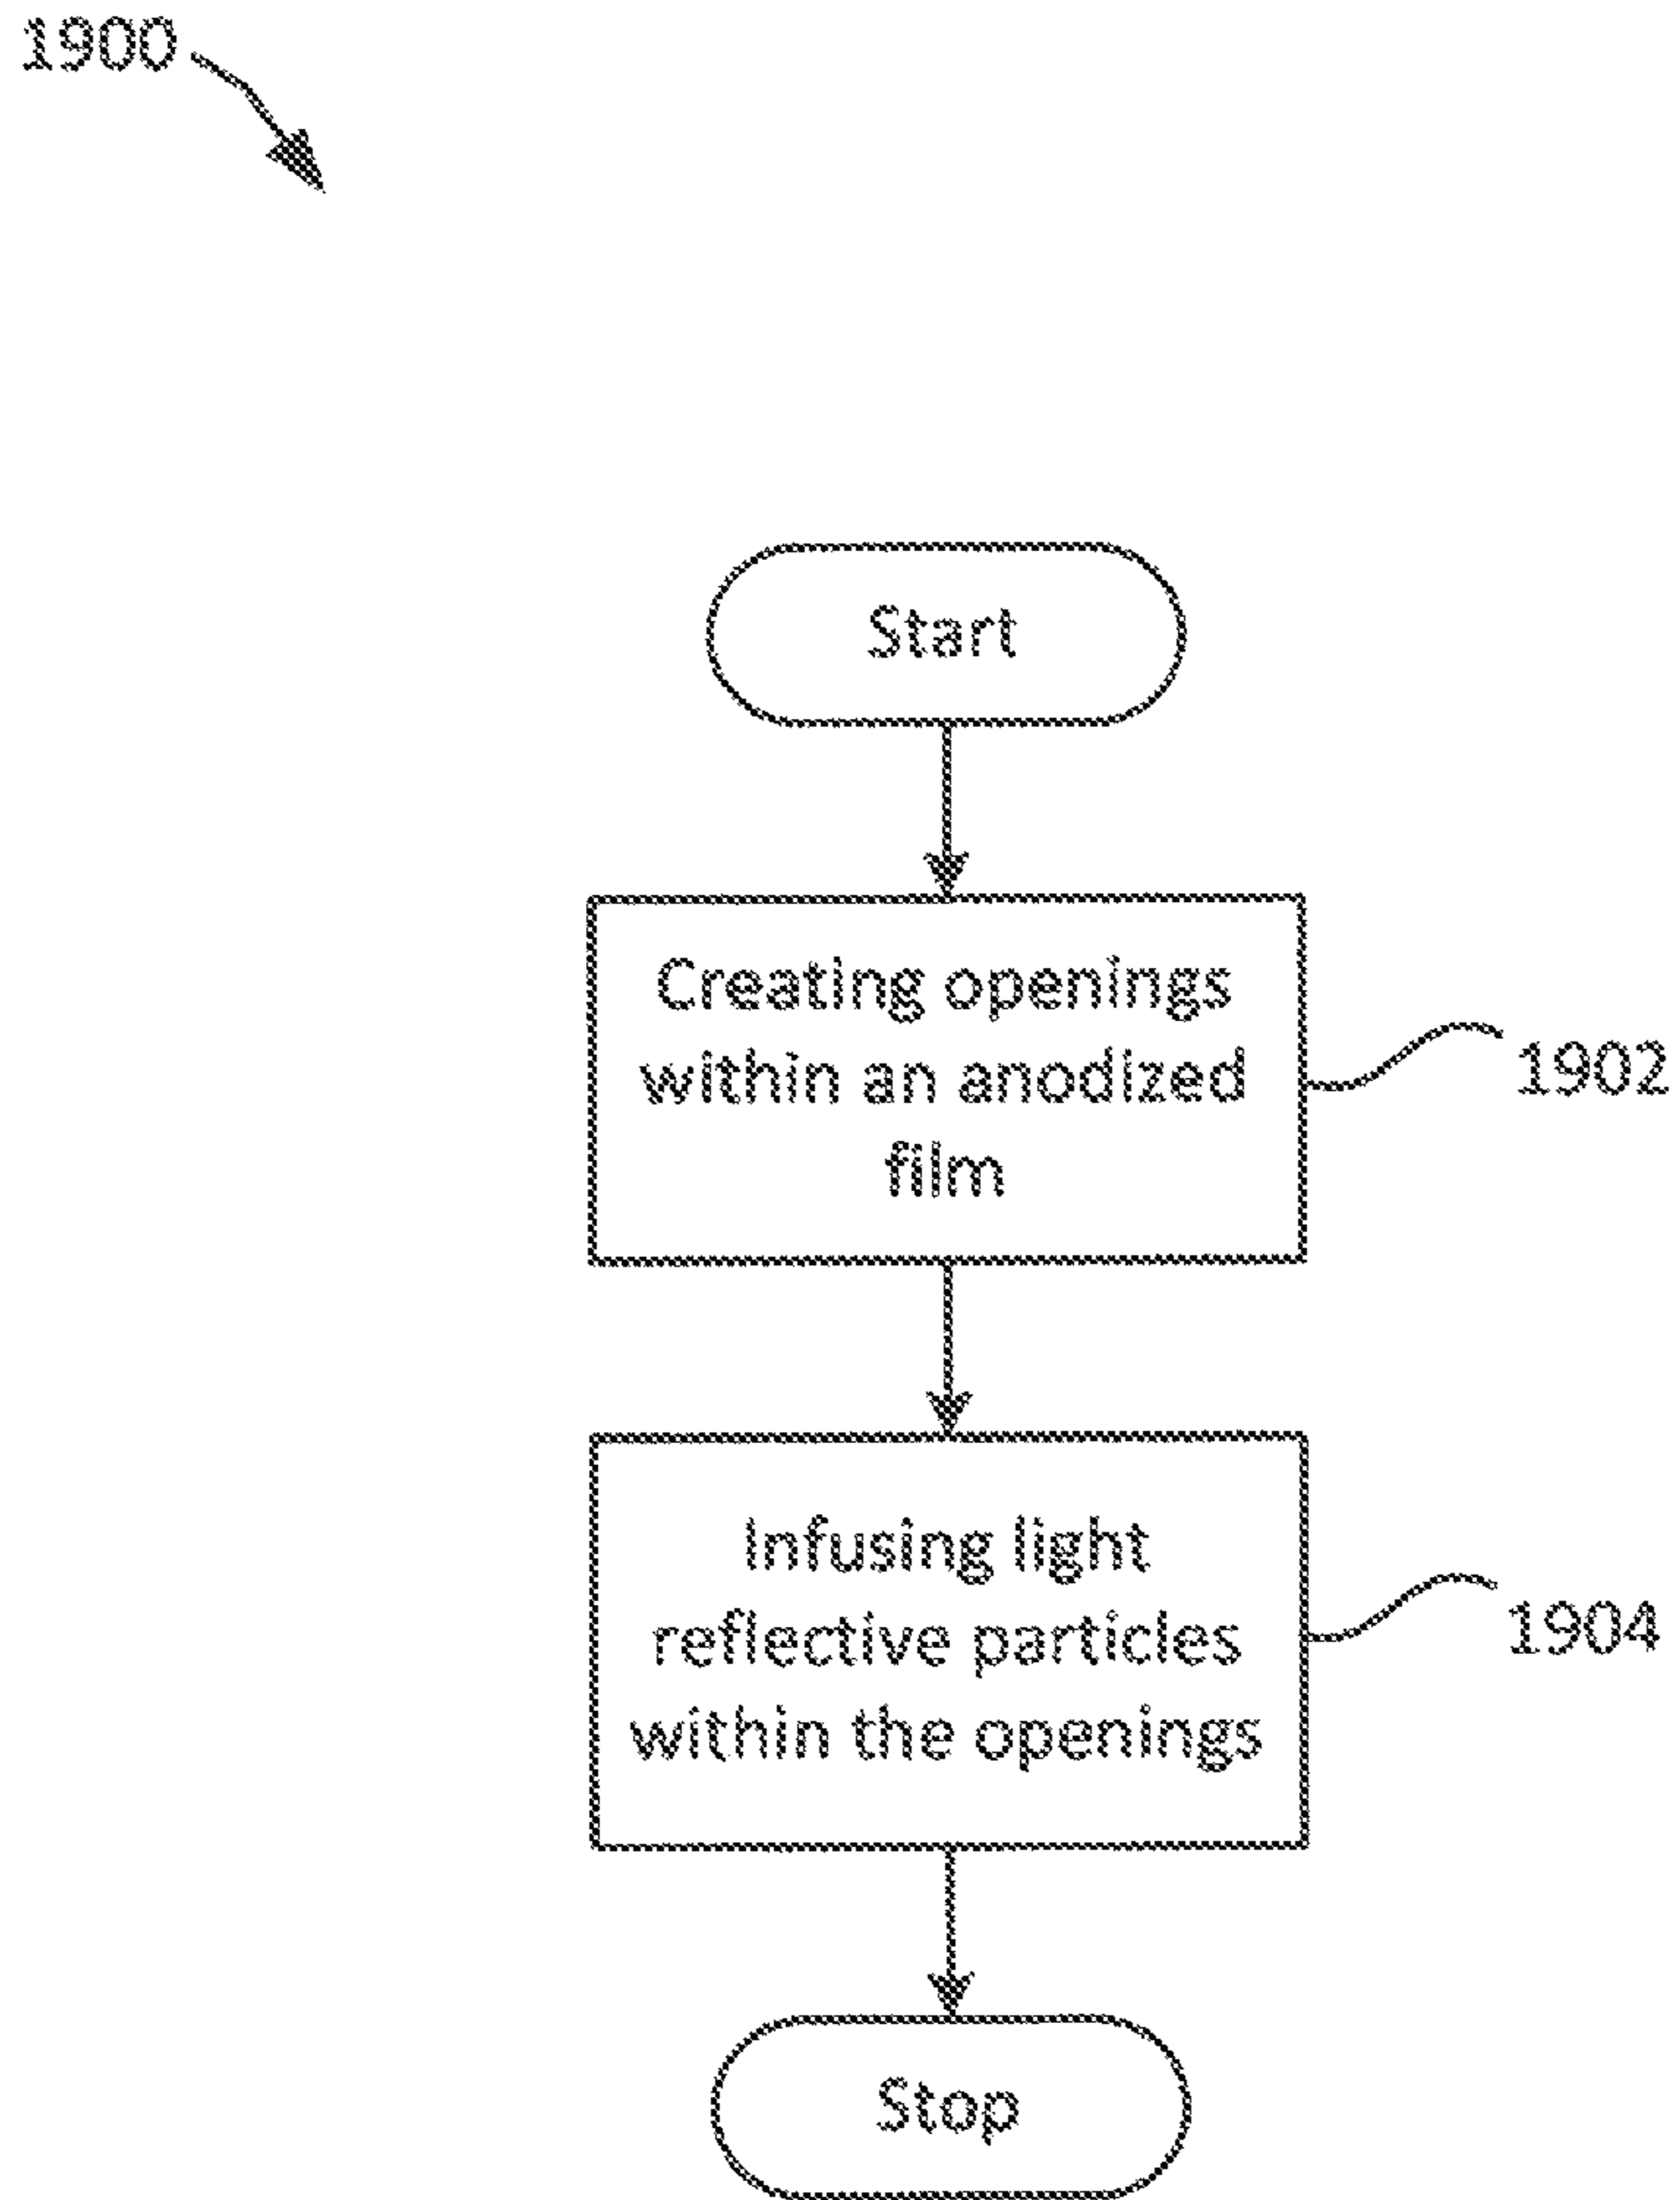 1900
Start
Creating openings
within an anodized
film
1902
Infusing light
reflective particles
within the openings
1904
Stop